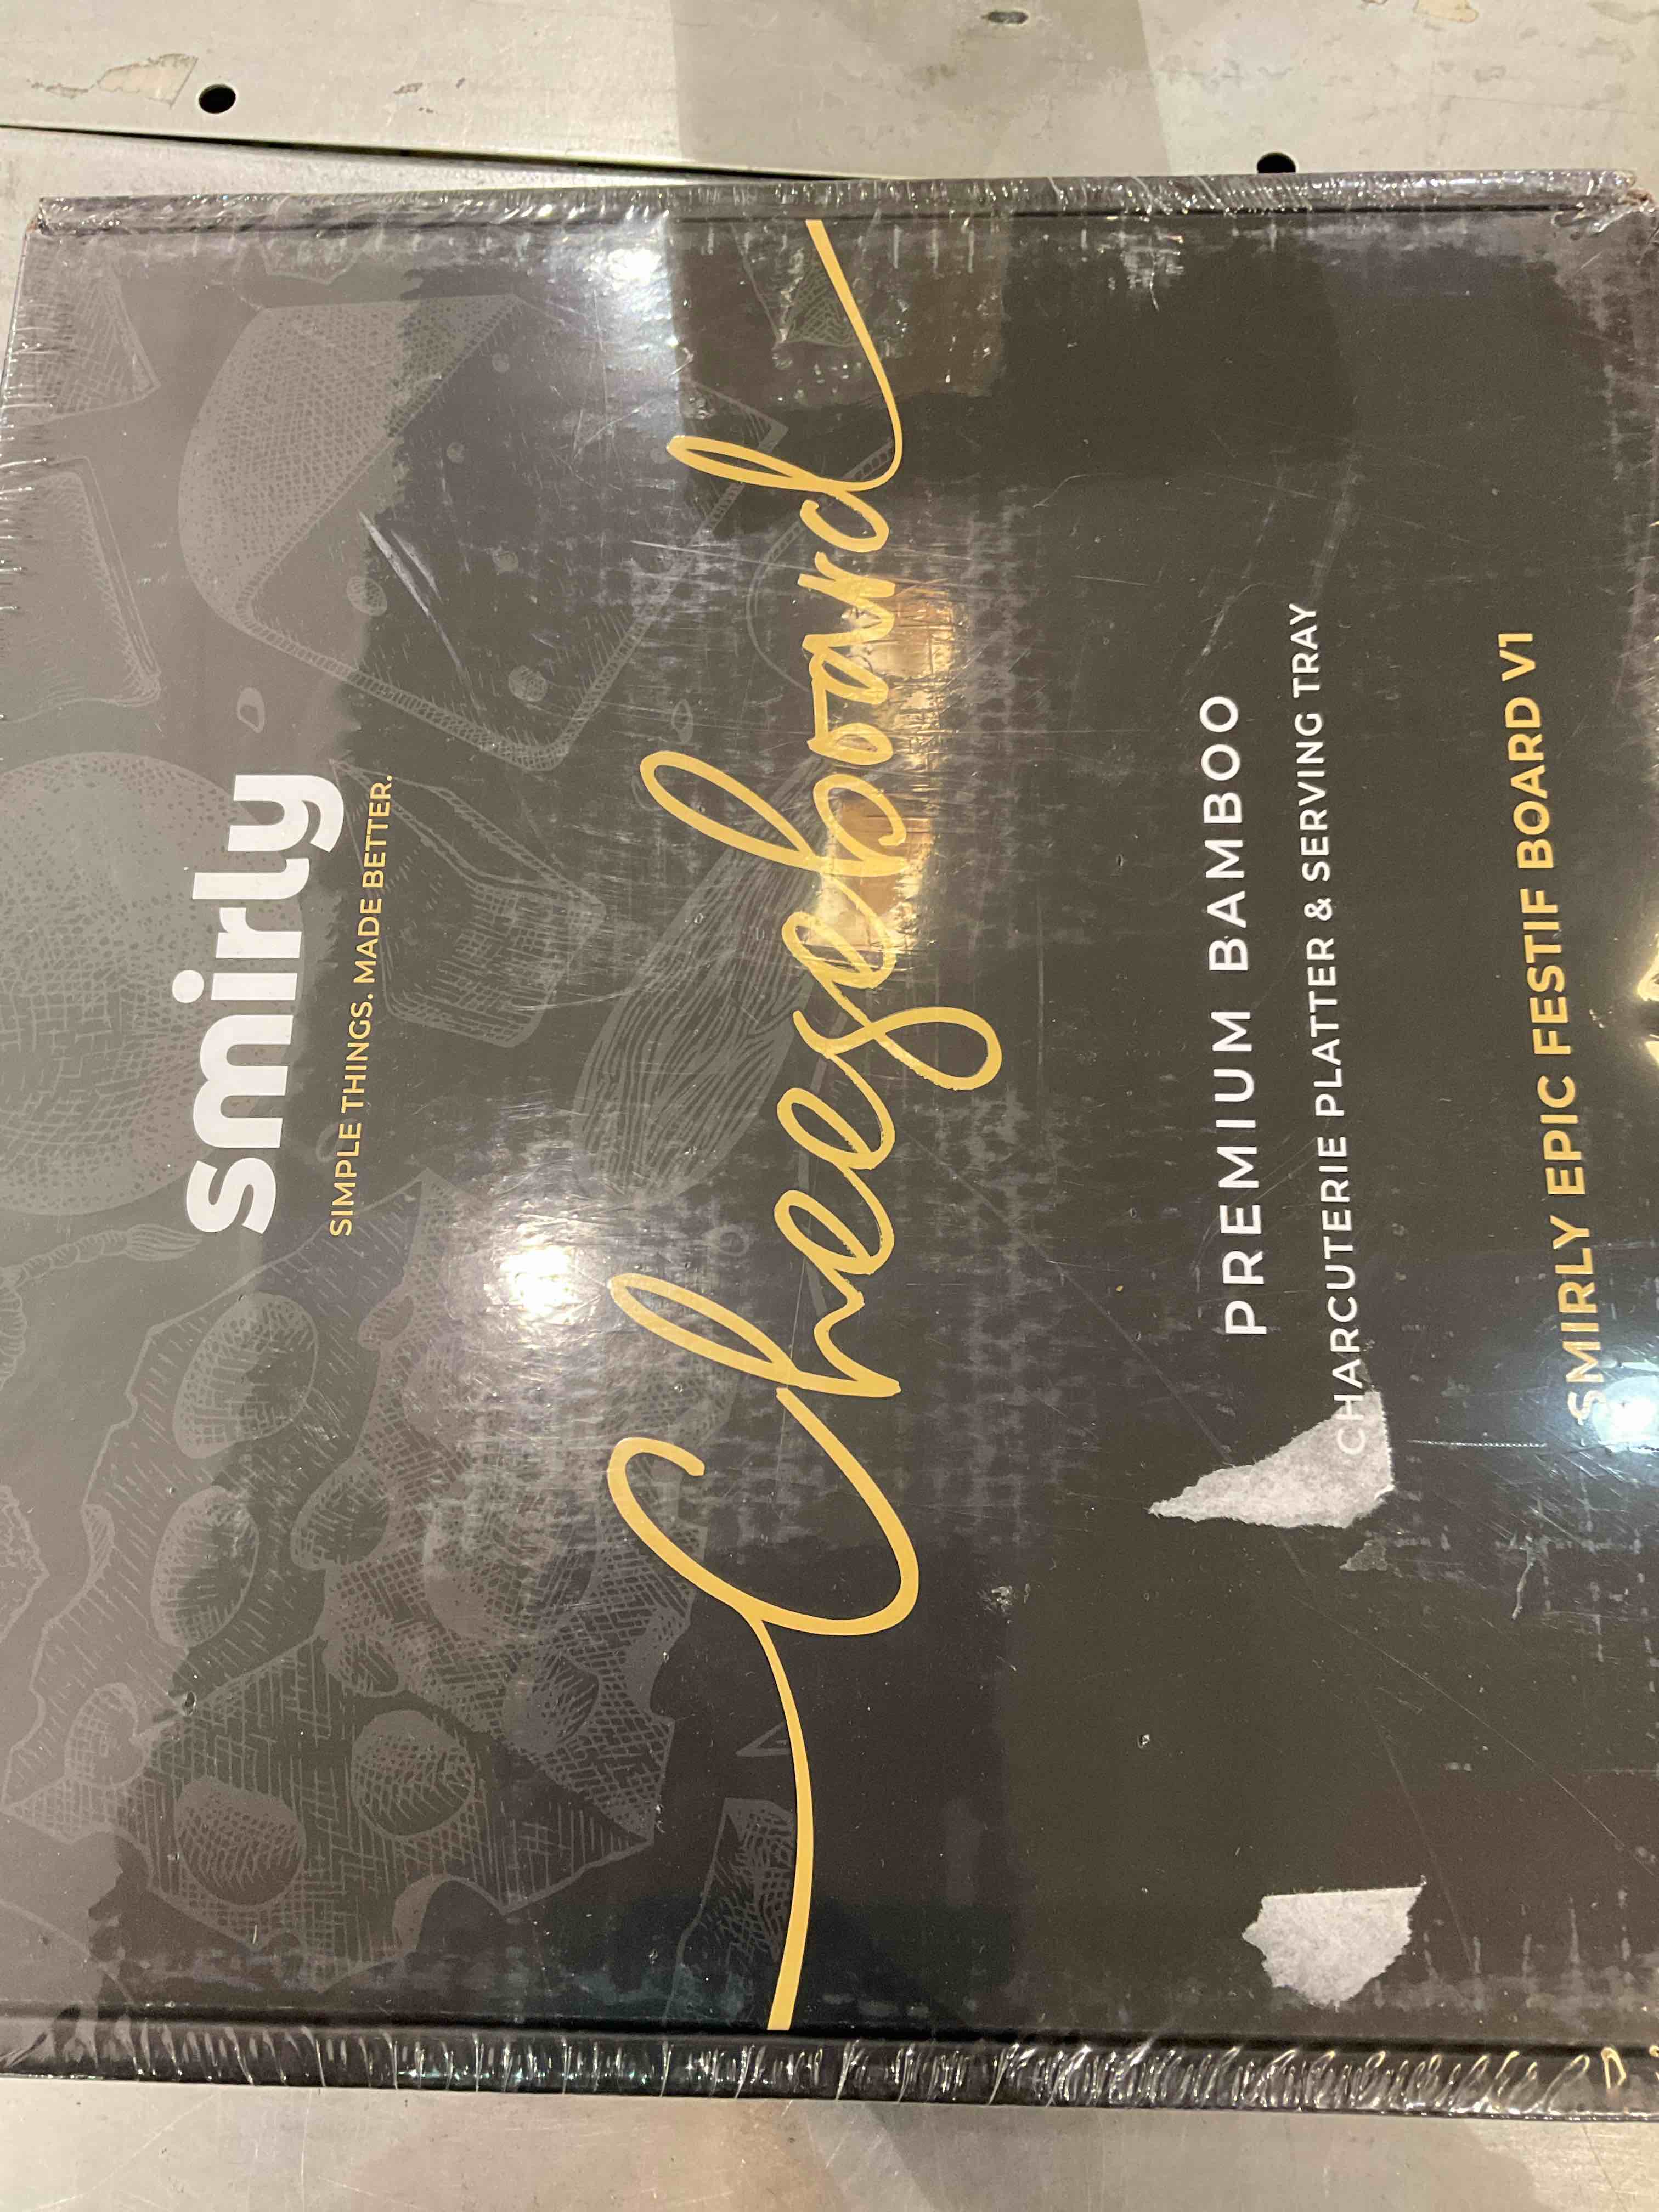 smirly
SIMPLE THINGS. MADE BETTER.
Cheeseboard
PREMIUM BAMBOO
CHARCUTERIE PLATTER & SERVING TRAY
SMIRLY EPIC FESTIF BOARD V1